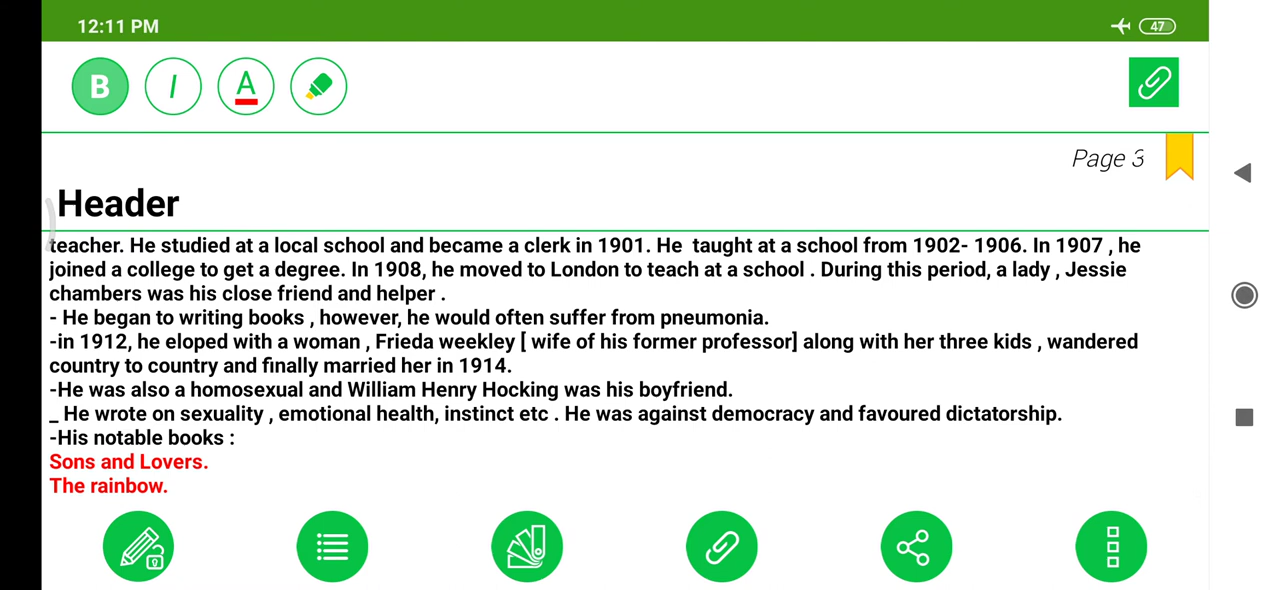 12:11 PM
47
B
I
A
Page 3
Header
teacher. He studied at a local school and became a clerk in 1901. He  taught at a school from 1902- 1906. In 1907 , he
joined a college to get a degree. In 1908, he moved to London to teach at a school . During this period, a lady , Jessie
chambers was his close friend and helper .
- He began to writing books , however, he would often suffer from pneumonia.
-in 1912, he eloped with a woman , Frieda weekley [ wife of his former professor] along with her three kids , wandered
country to country and finally married her in 1914.
-He was also a homosexual and William Henry Hocking was his boyfriend.
_ He wrote on sexuality , emotional health, instinct etc . He was against democracy and favoured dictatorship.
-His notable books :
Sons and Lovers.
The rainbow.